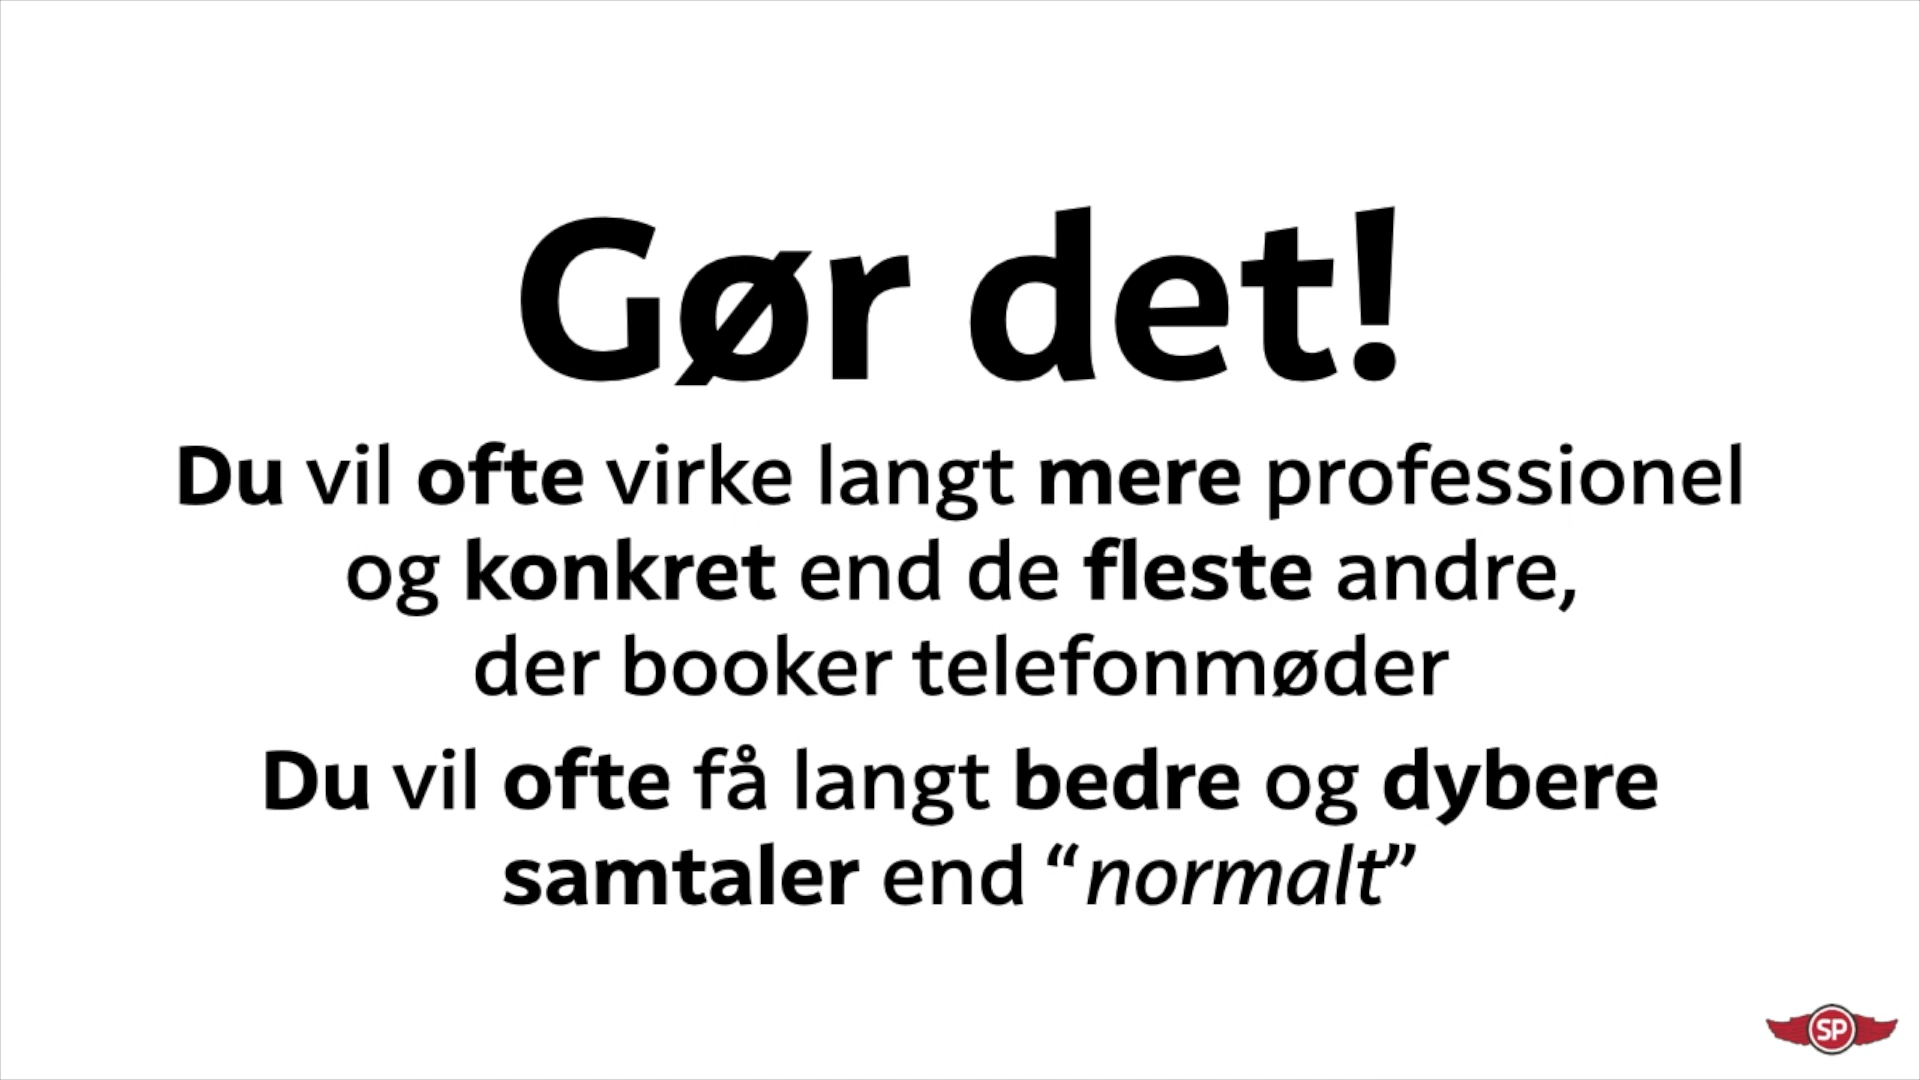 Gør det!
Du vil ofte virke langt mere professionel
og konkret end de fleste andre,
der booker telefonmøder
Du vil ofte få langt bedre og dybere
samtaler end “normalt”
SP